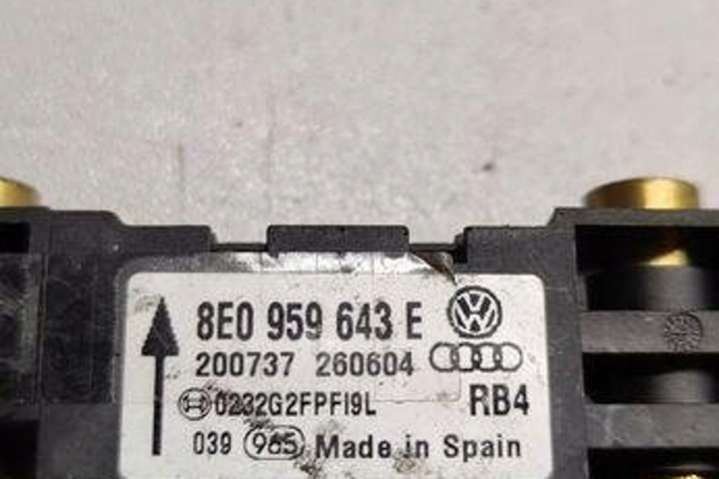 8E0 959 643 E
200737 260604
0232G2FPFI9L RB4
039 965 Made in Spain